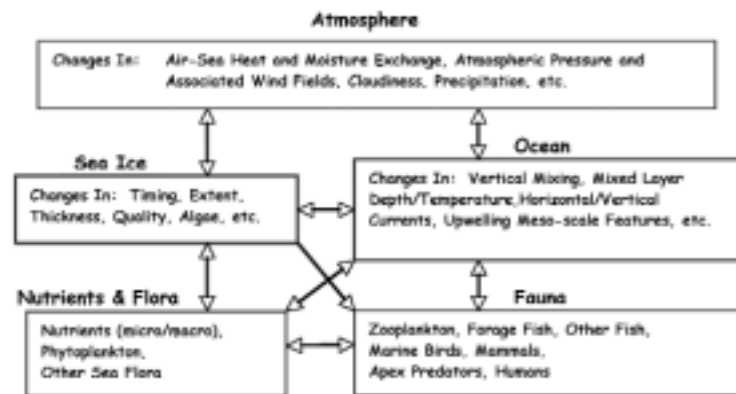 Atmosphere
Changes In: Air-Sea Heat and Moisture Exchange, Atmospheric Pressure and
Associated Wind Fields, Cloudiness, Precipitation, etc.
Sea Ice
Changes In: Timing, Extent,
Thickness, Quality, Algae, etc.
Ocean
Changes In: Vertical Mixing, Mixed Layer
Depth/Temperature,Horizontal/Vertical
Currents, Upwelling Meso-scale Features, etc.
Nutrients & Flora
Nutrients (micro/macro),
Phytoplankton,
Other Sea Flora
Fauna
Zooplankton, Forage Fish, Other Fish,
Marine Birds, Mammals,
Apex Predators, Humans